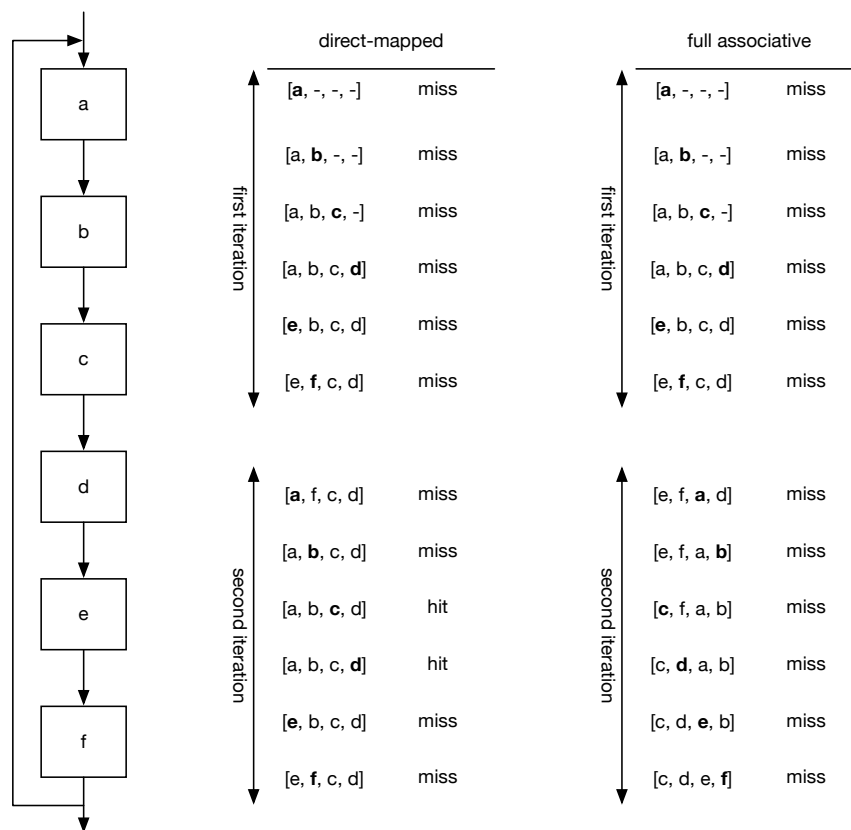 direct-mapped full associative
a [a, -, -, -] miss [a, -, -, -] miss
[a, b, -, -] miss [a, b, -, -] miss
first iteration first iteration
b [a, b, c, -] miss [a, b, c, -] miss
[a, b, c, d] miss [a, b, c, d] miss
[e, b, c, d] miss [e, b, c, d] miss
c
[e, f, c, d] miss [e, f, c, d] miss
d [a, f, c, d] miss [e, f, a, d] miss
[a, b, c, d] miss [e, f, a, b] miss
second iteration second iteration
e [a, b, c, d] hit [c, f, a, b] miss
[a, b, c, d] hit [c, d, a, b] miss
f [e, b, c, d] miss [c, d, e, b] miss
[e, f, c, d] miss [c, d, e, f] miss